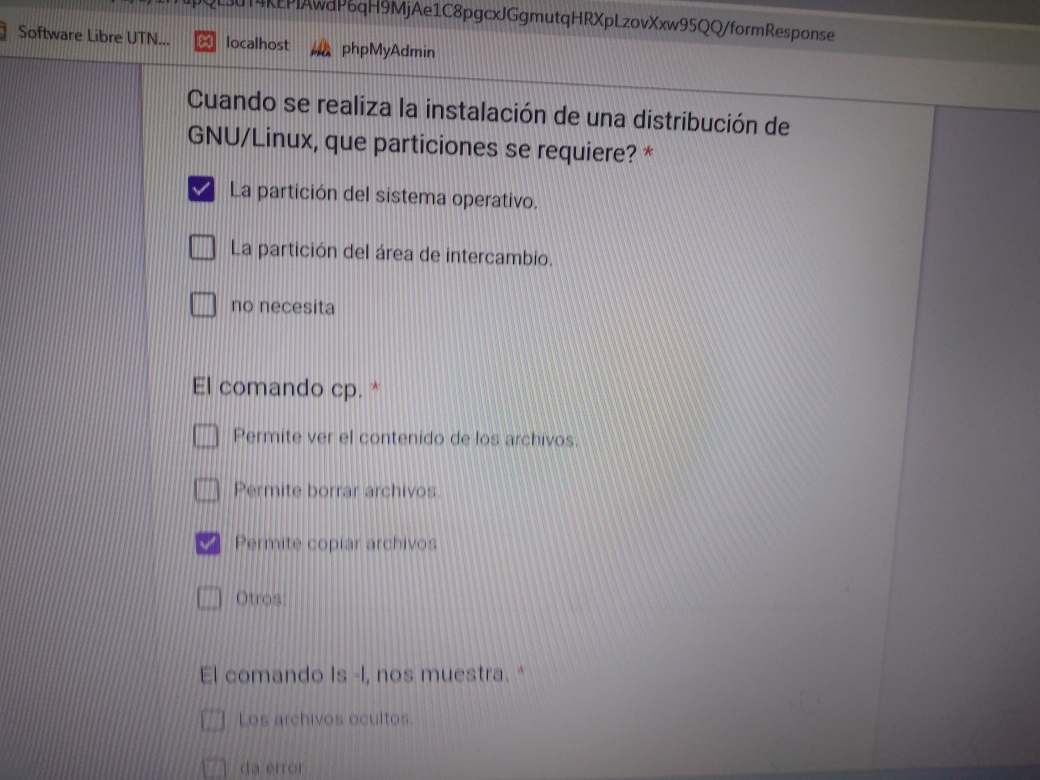 Software Libre UTN...
localhost
phpMyAdmin
Cuando se realiza la instalación de una distribución de
GNU/Linux, que particiones se requiere? *
La partición del sistema operativo.
La partición del área de intercambio.
no necesita
El comando cp. *
Permite ver el contenido de los archivos.
Permite borrar archivos.
Permite copiar archivos
Otros:
El comando ls -l, nos muestra. *
Los archivos ocultos.
da error